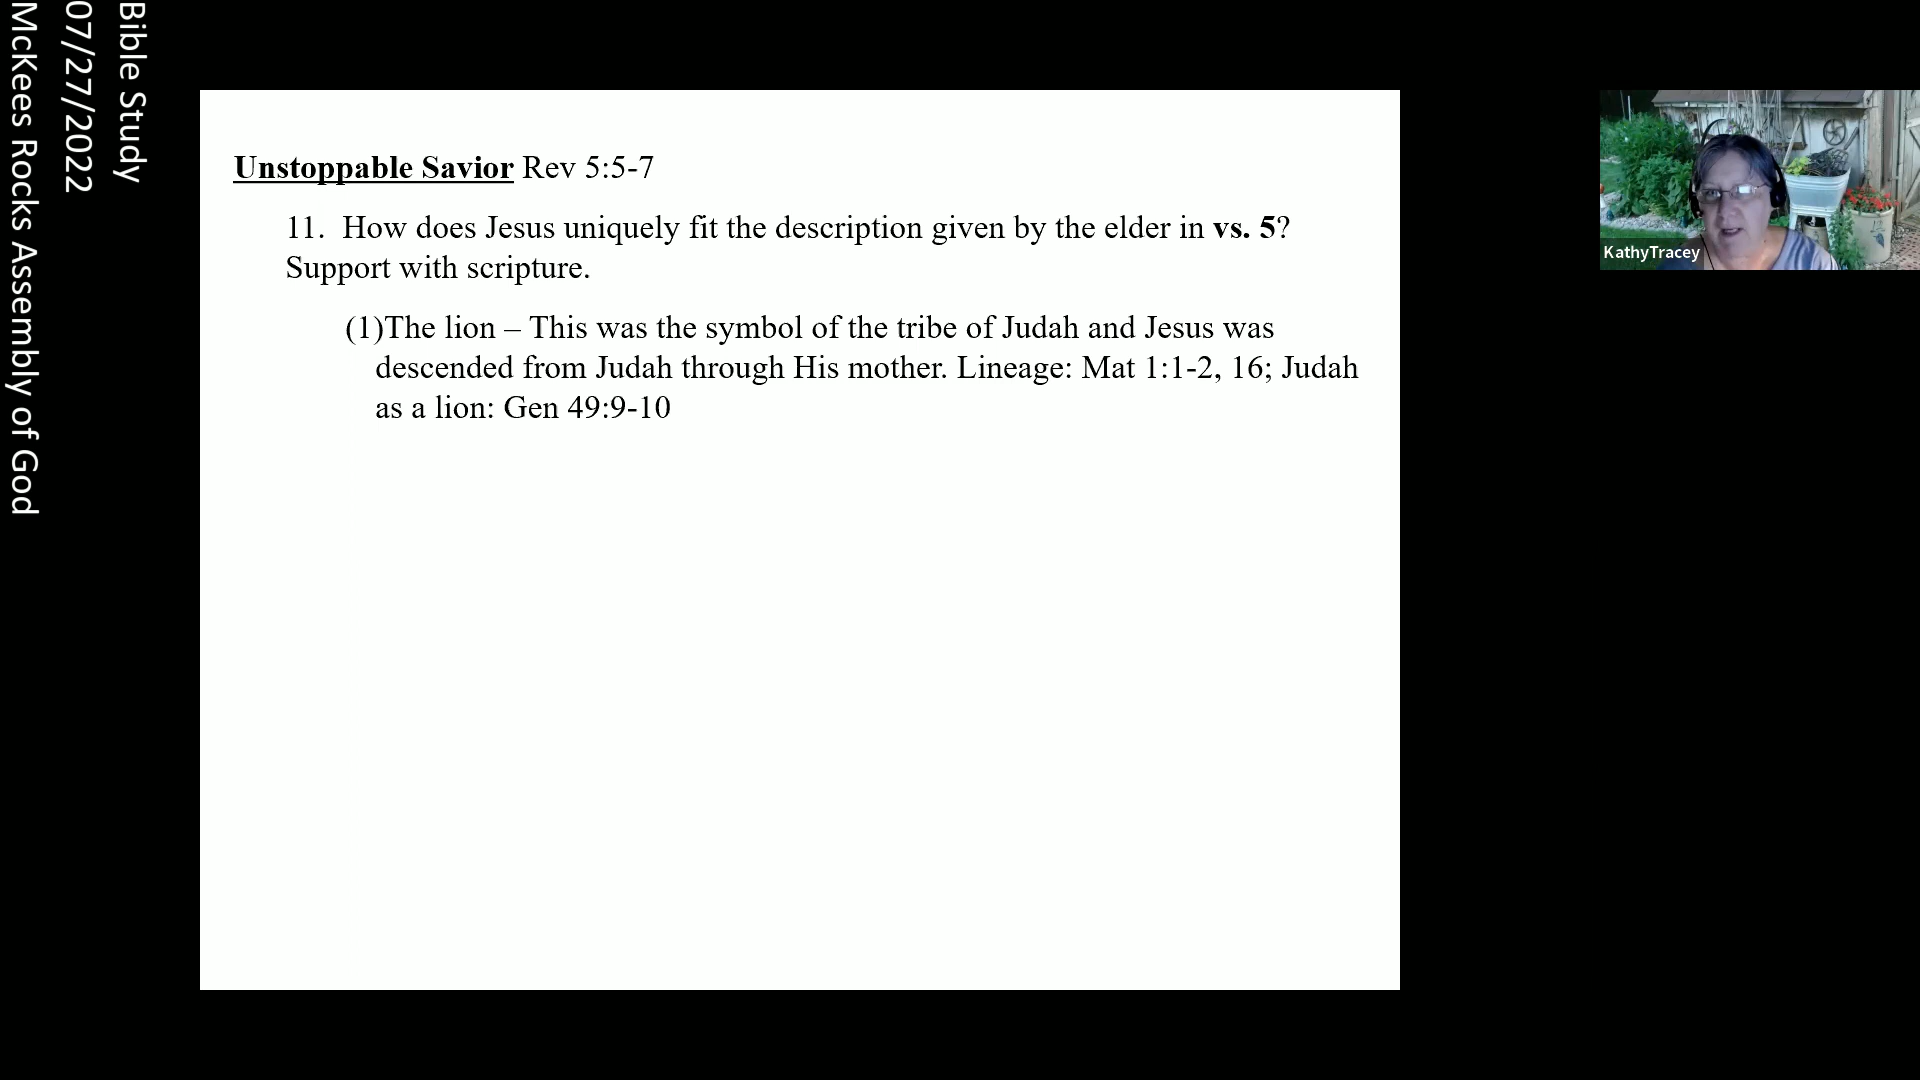 Bible Study
07/27/2022
McKees Rocks Assembly of God
Unstoppable Savior Rev 5:5-7
11. How does Jesus uniquely fit the description given by the elder in vs. 5?
Support with scripture.
(1)The lion – This was the symbol of the tribe of Judah and Jesus was
descended from Judah through His mother. Lineage: Mat 1:1-2, 16; Judah
as a lion: Gen 49:9-10
KathyTracey